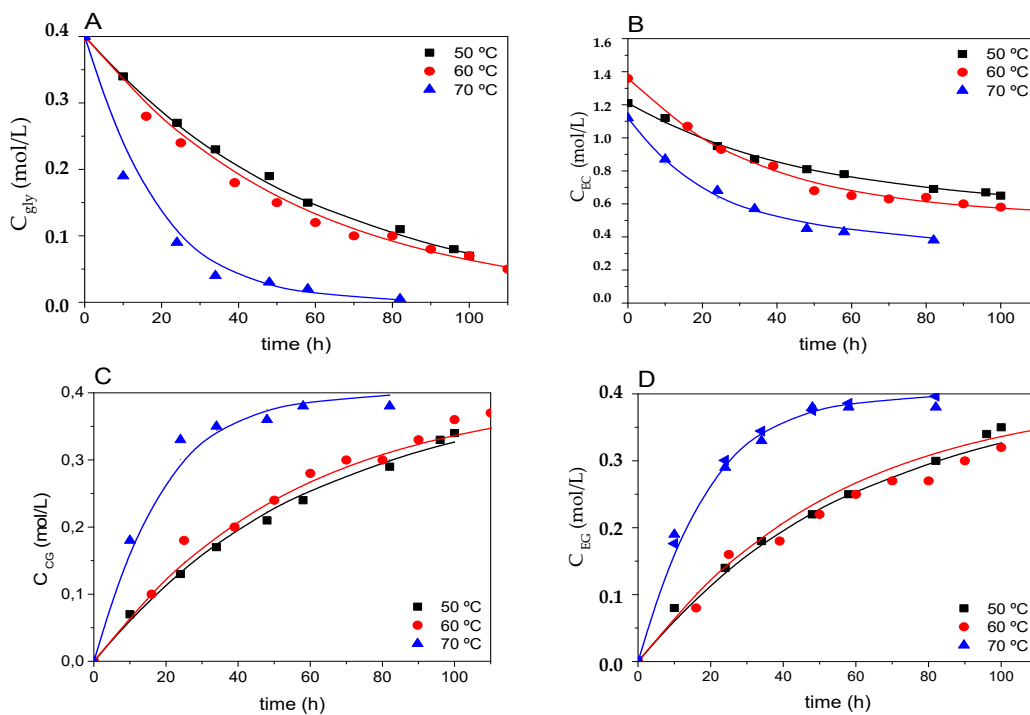 A
C gly (mol/L)
0.4
0.3
0.2
0.1
0.0
0 20 40 60 80 100
time (h)
50 ºC
60 ºC
70 ºC
B
C EC (mol/L)
1.6
1.4
1.2
1.0
0.8
0.6
0.4
0.2
0.0
0 20 40 60 80 100
time (h)
50 ºC
60 ºC
70 ºC
C
C CG (mol/L)
0,4
0,3
0,2
0,1
0,0
0 20 40 60 80 100
time (h)
50 ºC
60 ºC
70 ºC
D
C EG (mol/L)
0.4
0.3
0.2
0.1
0.0
0 20 40 60 80 100
time (h)
50 ºC
60 ºC
70 ºC